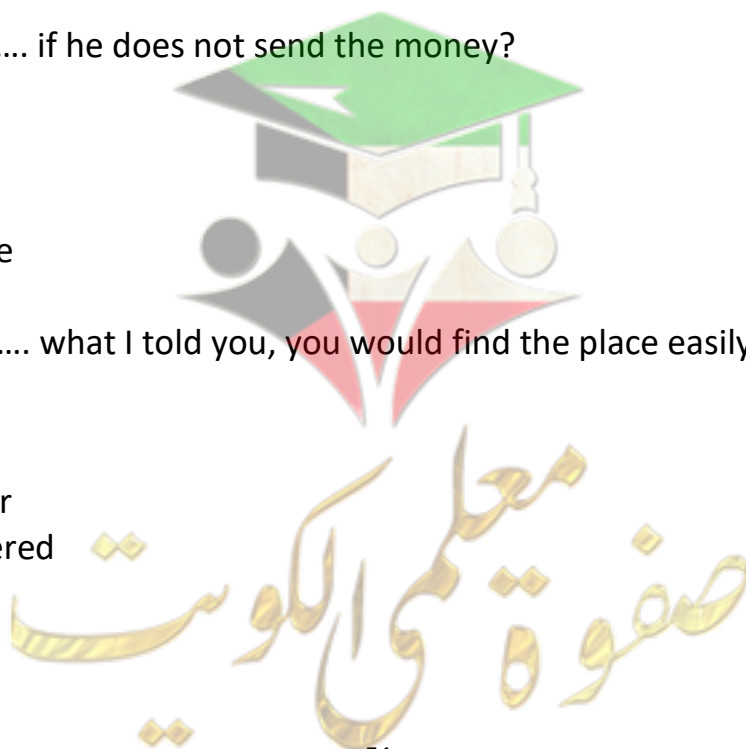 …. if he does not send the money?
e
…. what I told you, you would find the place easily
r
ered
صفوة معلمى الكويت